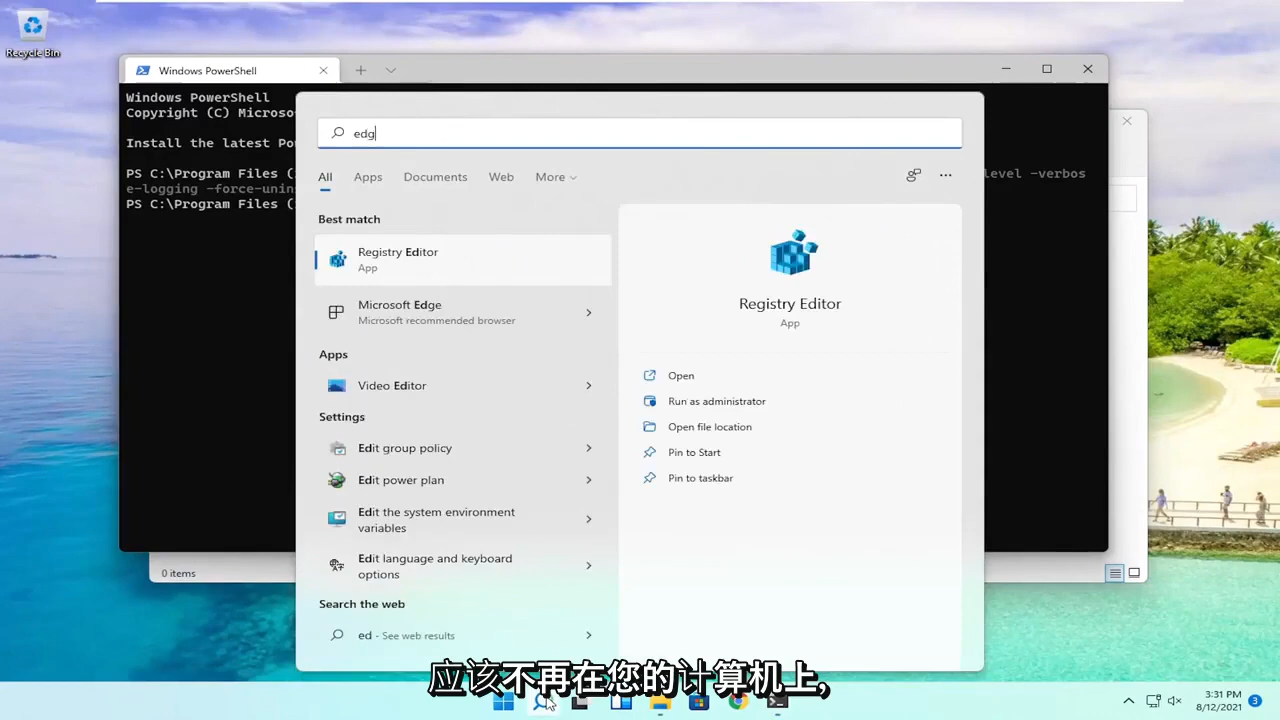 Recycle Bin
Windows PowerShell
Windows PowerShell
Copyright (C) Microso
Install the latest Po
PS C:\Program Files (
level -verbos
e-logging -force-unin
PS C:\Program Files (
edg
All Apps Documents Web More
Best match
Registry Editor
App
Microsoft Edge
Microsoft recommended browser
Apps
Video Editor
Settings
Edit group policy
Edit power plan
Edit the system environment
variables
Edit language and keyboard
options
Search the web
ed - See web results
Registry Editor
App
Open
Run as administrator
Open file location
Pin to Start
Pin to taskbar
0 items
应该不再在您的计算机上,
3:31 PM
8/12/2021
3